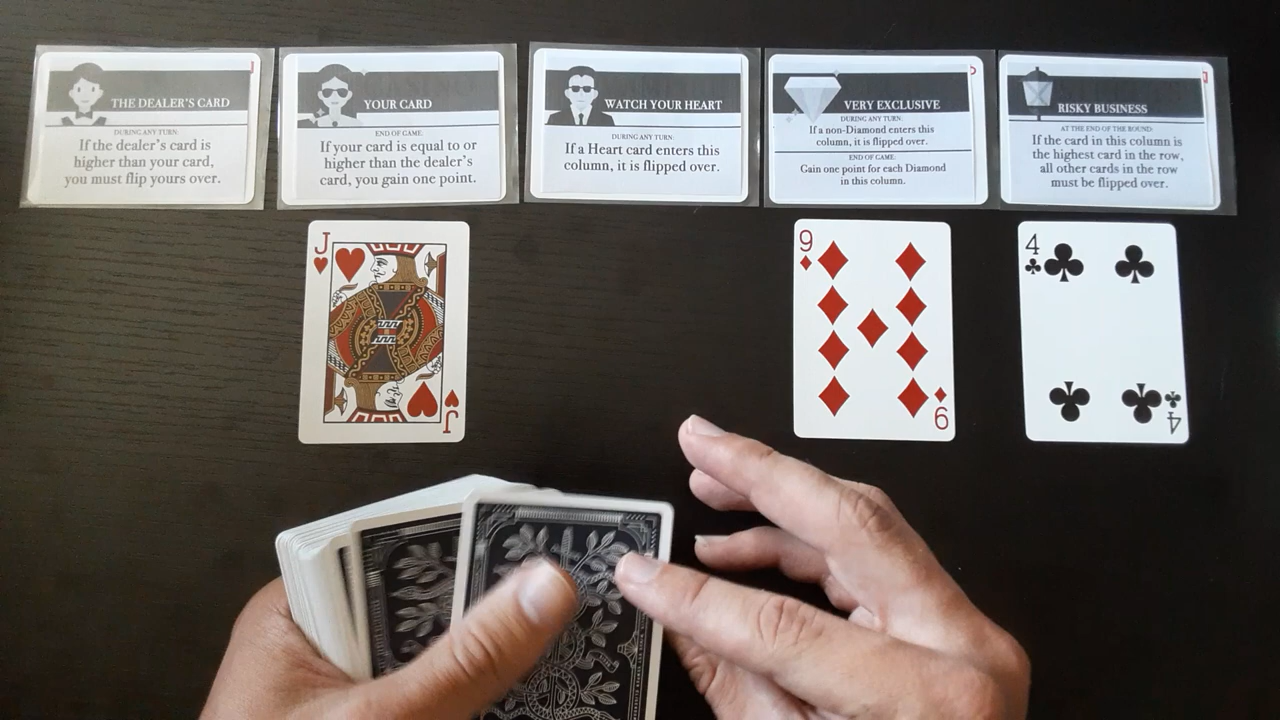 THE DEALER'S CARD
DURING ANY TURN:
If the dealer's card is
higher than your card,
you must flip yours over.
YOUR CARD
END OF GAME:
If your card is equal to or
higher than the dealer's
card, you gain one point.
WATCH YOUR HEART
DURING ANY TURN:
If a Heart card enters this
column, it is flipped over.
VERY EXCLUSIVE
DURING ANY TURN:
If a non-Diamond enters this
column, it is flipped over.
END OF GAME:
Gain one point for each Diamond
in this column.
RISKY BUSINESS
AT THE END OF THE ROUND:
If the card in this column is
the highest card in the row,
all other cards in the row
must be flipped over.
J
J
9
9
4
4